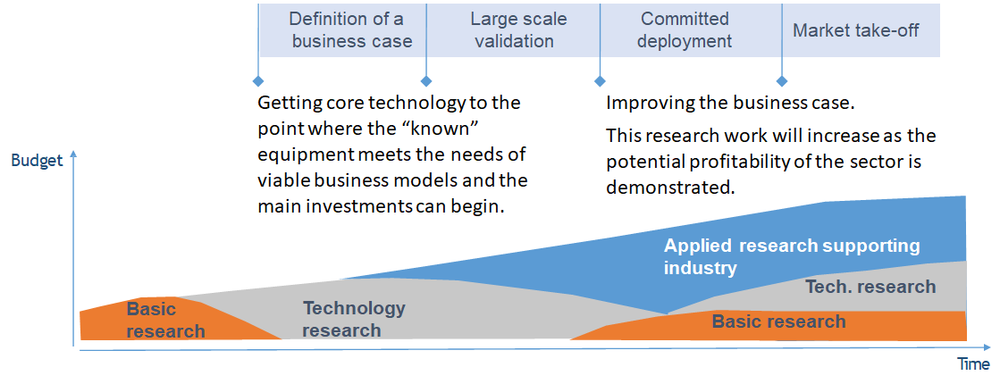 Definition of a
business case
Large scale
validation
Committed
deployment
Market take-off
Getting core technology to the
point where the “known”
equipment meets the needs of
viable business models and the
main investments can begin.
Improving the business case.
This research work will increase as the
potential profitability of the sector is
demonstrated.
Budget
Applied research supporting
industry
Tech. research
Basic
research
Technology
research
Basic research
Time